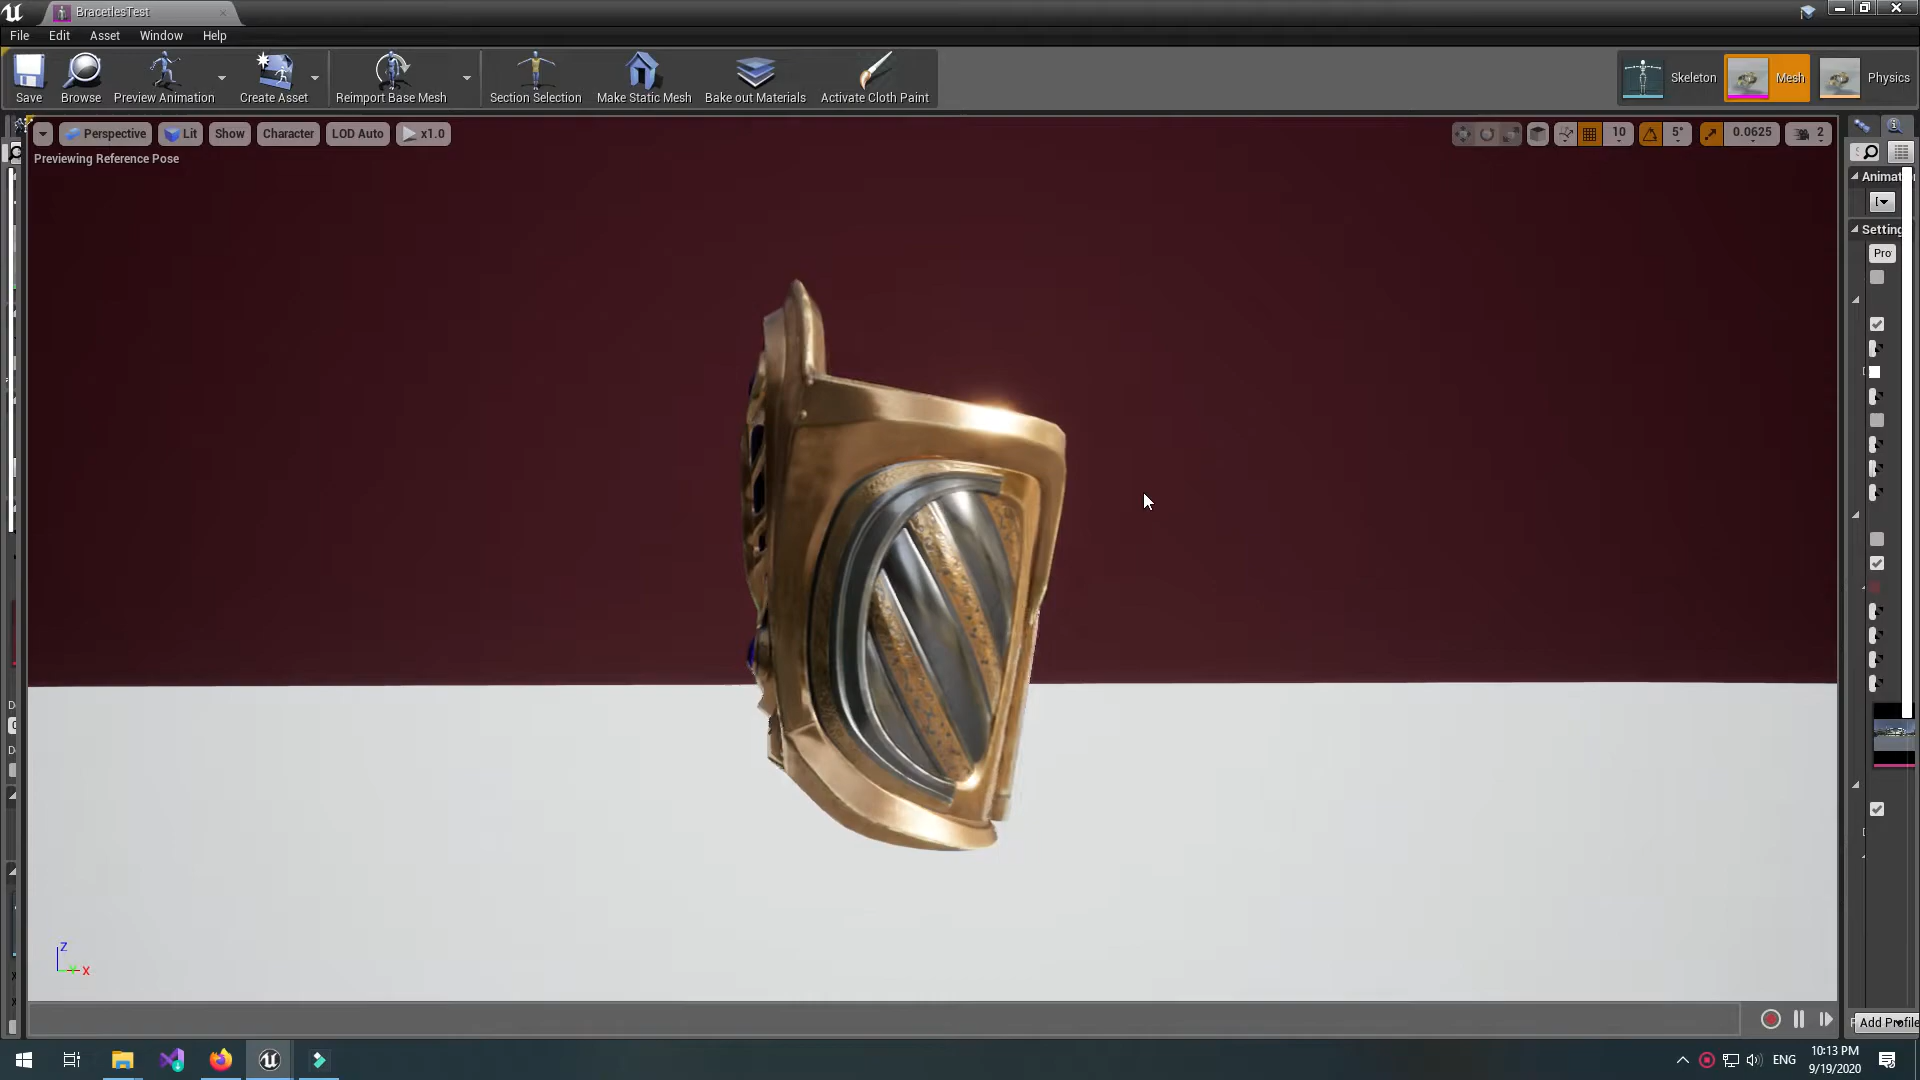 BracetlesTest
File Edit Asset Window Help
Save Browse Preview Animation Create Asset Reimport Base Mesh Section Selection Make Static Mesh Bake out Materials Activate Cloth Paint Skeleton Mesh Physics
Perspective Lit Show Character LOD Auto x1.0 10 5° 0.0625 2
Previewing Reference Pose
Animat
Setting
Pro
D
D
Z
X
Add Profile
ENG
10:13 PM
9/19/2020